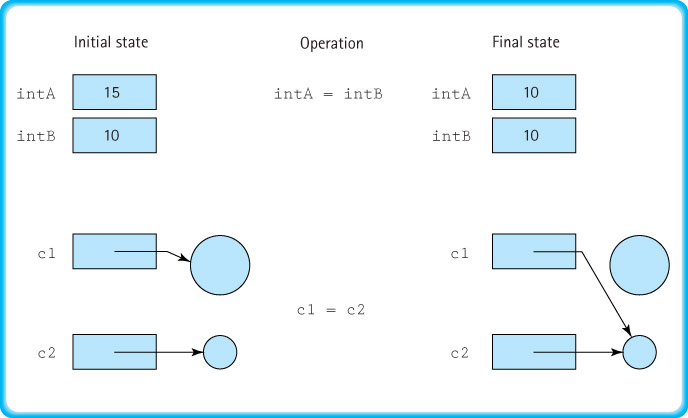 Initial state Operation Final state
intA 15 intA = intB intA 10
intB 10 intB 10
c1 c1
c1 = c2
c2 c2